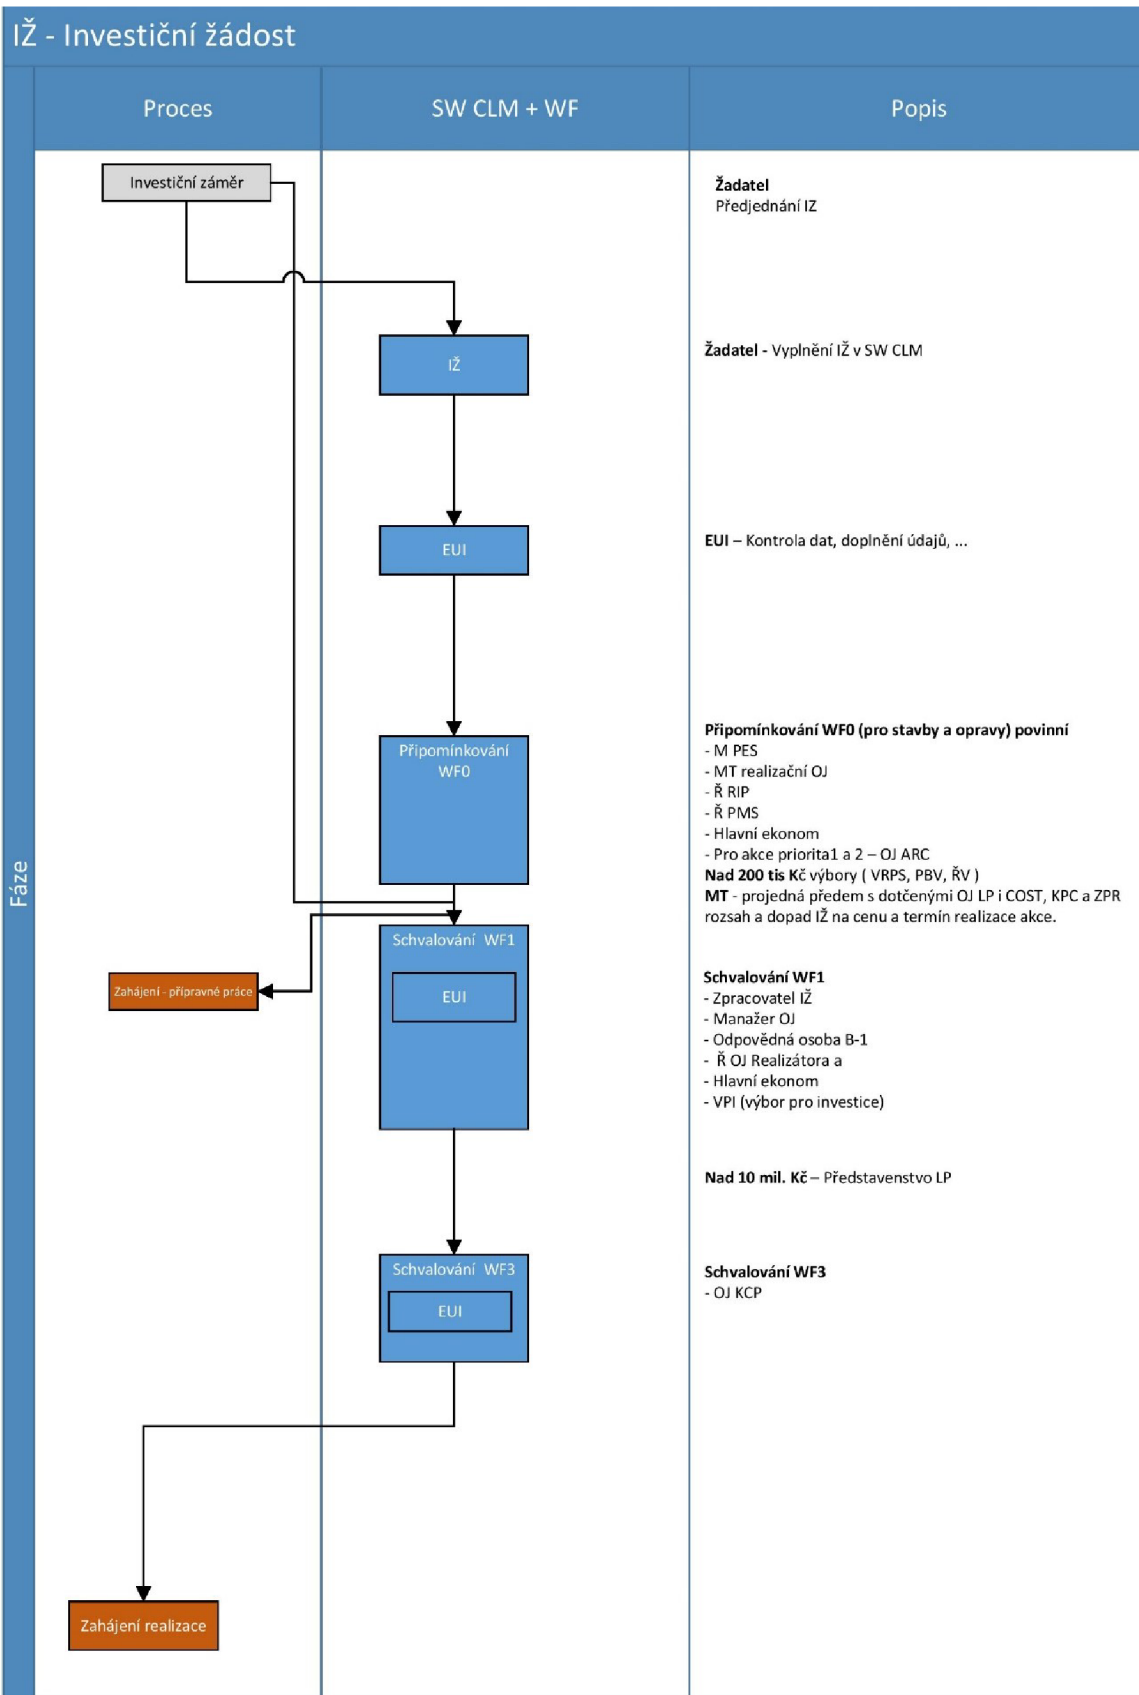 IŽ - Investiční žádost
Proces
SW CLM + WF
Popis
Fáze
Investiční záměr
Žadatel
Předjednání IZ
IŽ
Žadatel - Vyplnění IŽ v SW CLM
EUI
EUI – Kontrola dat, doplnění údajů, ...
Připomínkování
WF0
Připomínkování WF0 (pro stavby a opravy) povinní
- M PES
- MT realizační OJ
- Ř RIP
- Ř PMS
- Hlavní ekonom
- Pro akce priorita1 a 2 – OJ ARC
Nad 200 tis Kč výbory ( VRPS, PBV, ŘV )
MT - projedná předem s dotčenými OJ LP i COST, KPC a ZPR
rozsah a dopad IŽ na cenu a termín realizace akce.
Schvalování WF1
EUI
Zahájení - přípravné práce
Schvalování WF1
- Zpracovatel IŽ
- Manažer OJ
- Odpovědná osoba B-1
- Ř OJ Realizátora a
- Hlavní ekonom
- VPI (výbor pro investice)
Nad 10 mil. Kč – Představenstvo LP
Schvalování WF3
EUI
Schvalování WF3
- OJ KCP
Zahájení realizace